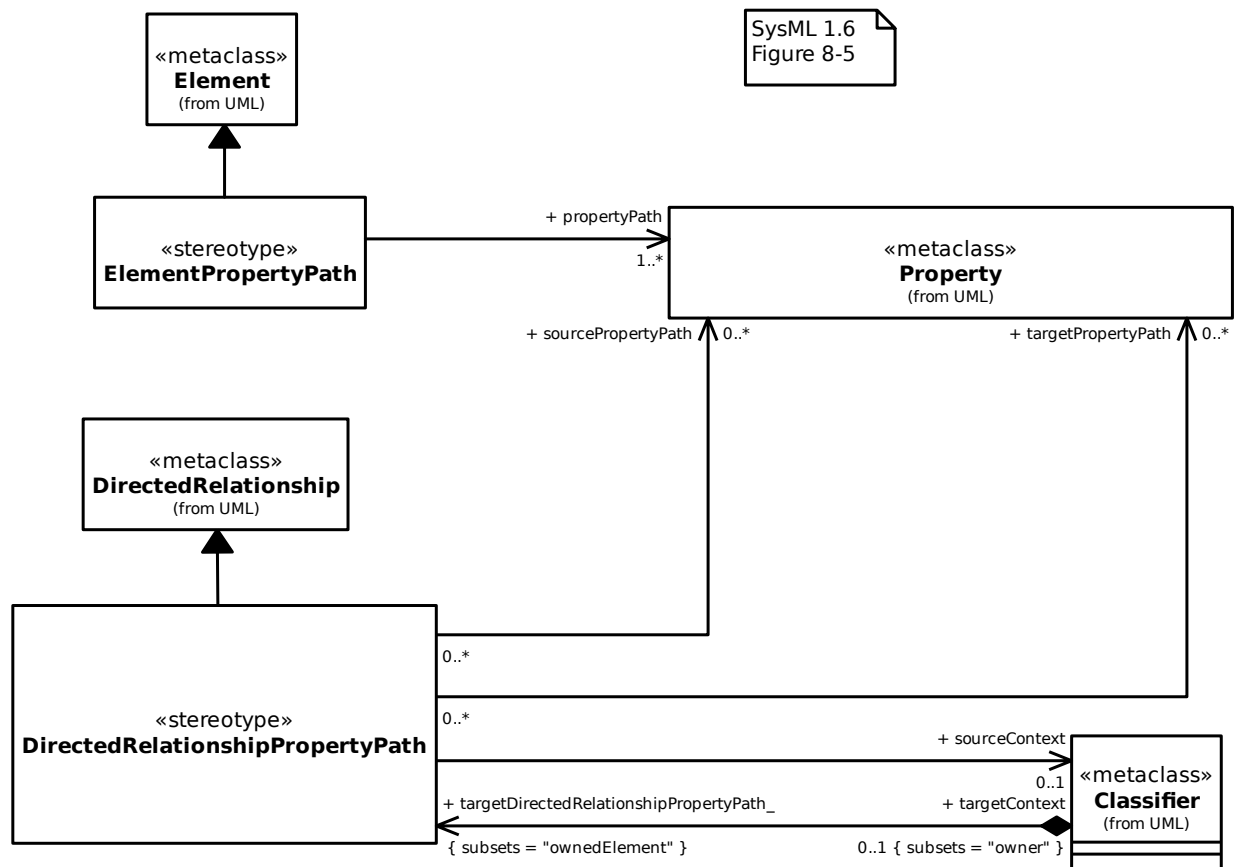 «metaclass»
Element
(from UML)
SysML 1.6
Figure 8-5
«stereotype»
ElementPropertyPath
+ propertyPath
1..*
«metaclass»
Property
(from UML)
+ sourcePropertyPath
0..*
+ targetPropertyPath
0..*
«metaclass»
DirectedRelationship
(from UML)
«stereotype»
DirectedRelationshipPropertyPath
0..*
0..*
+ sourceContext
0..1
+ targetDirectedRelationshipPropertyPath_
{ subsets = "ownedElement" }
+ targetContext
0..1 { subsets = "owner" }
«metaclass»
Classifier
(from UML)